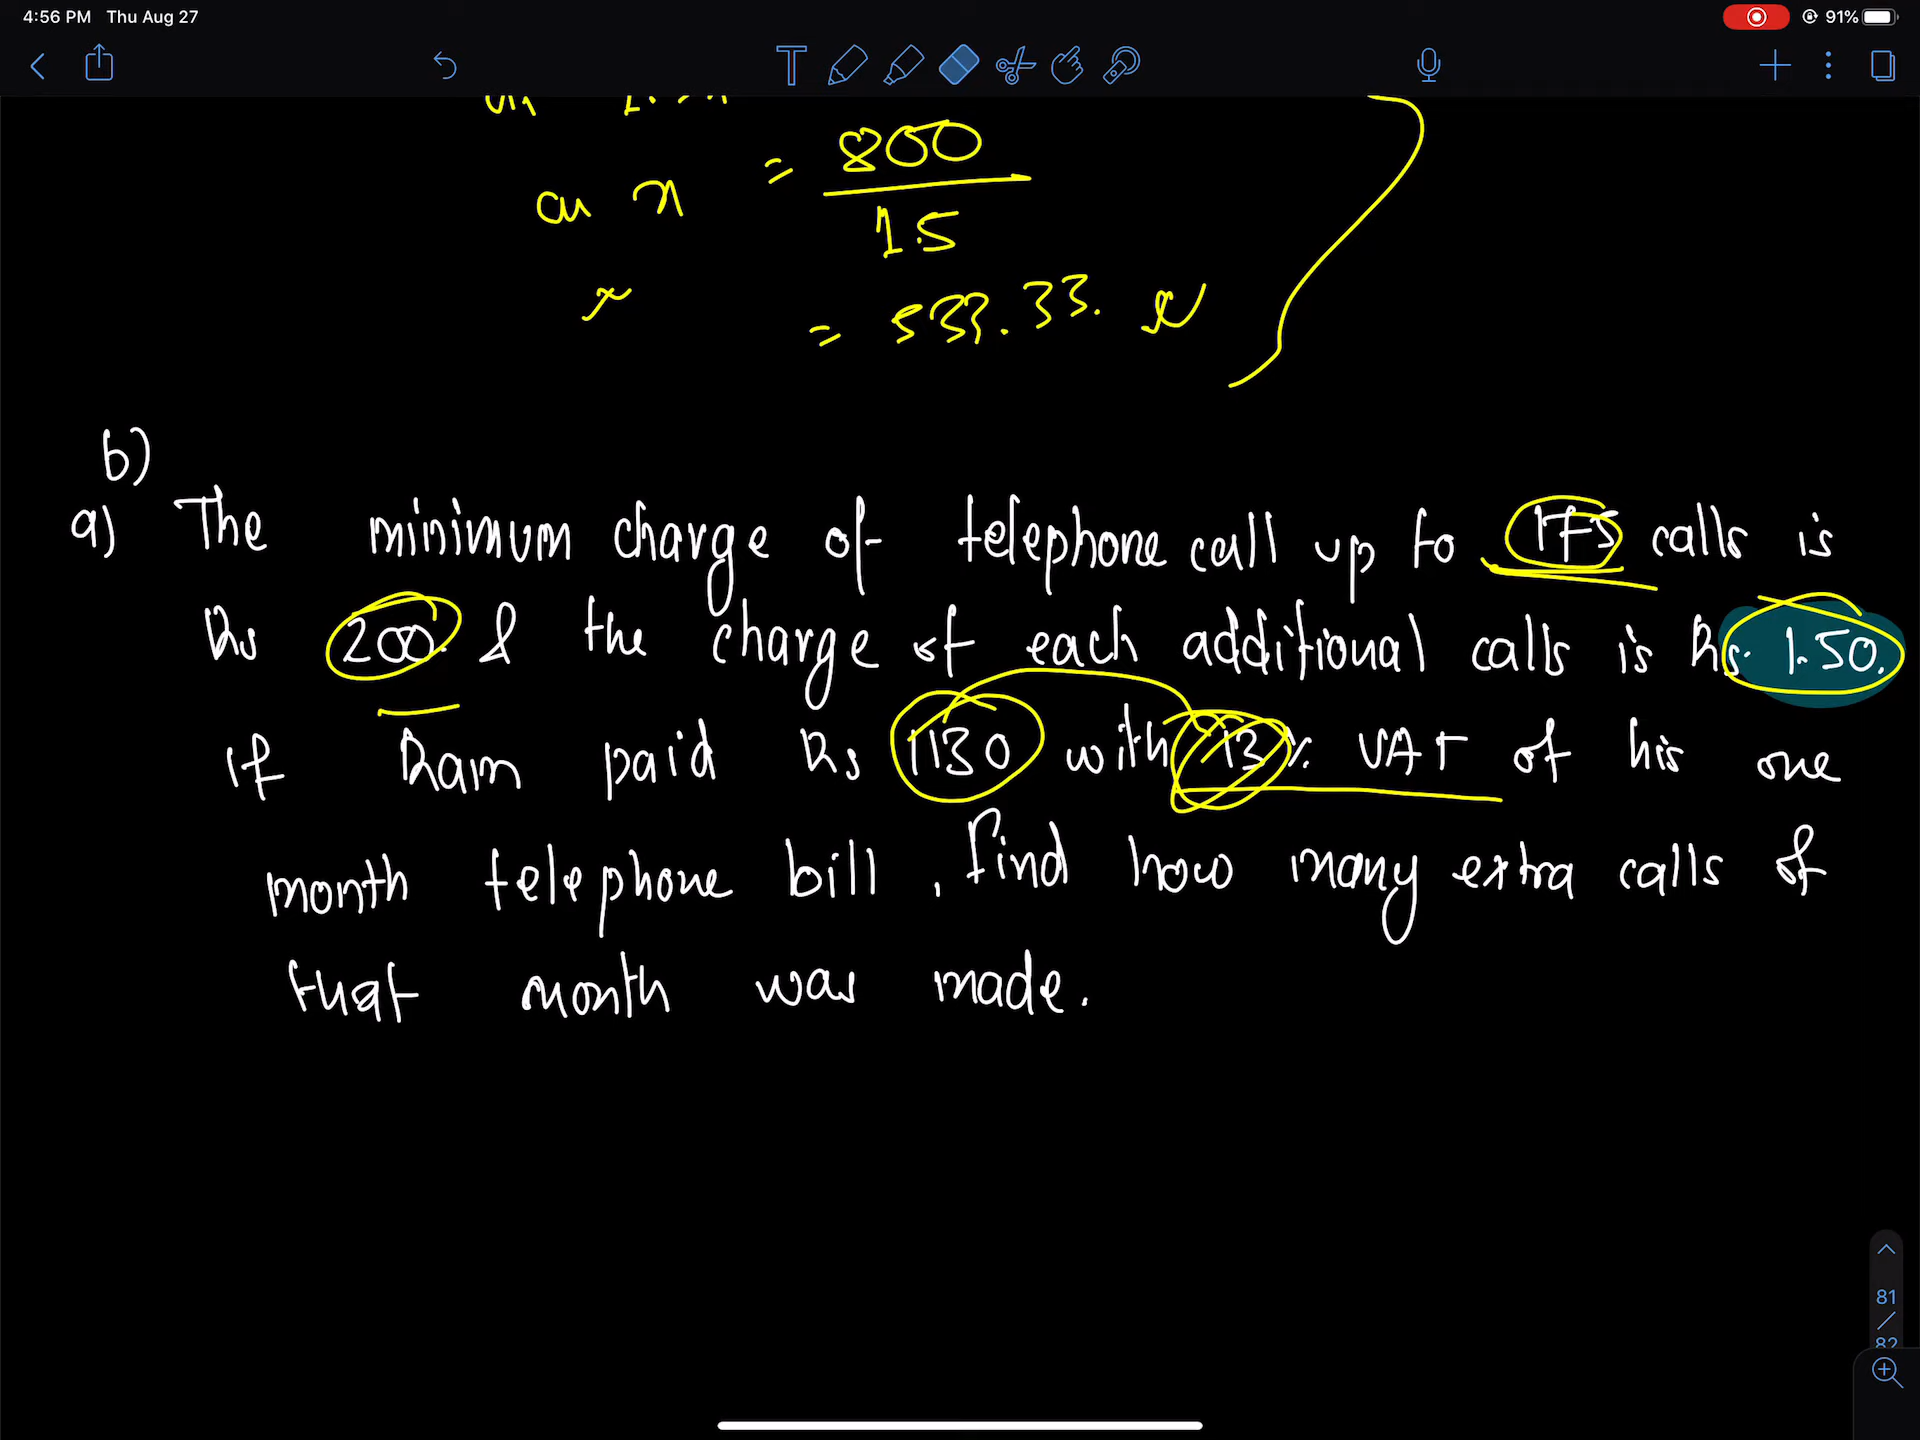 4:56 PM Thu Aug 27
91%
= 800
or x 1.5
x
= 533.33.
b)
a) The minimum charge of telephone call up to 175 calls is
Rs 200. & the charge of each additional calls is Rs. 1.50.
if Ram paid Rs 1130 with 13% VAT of his one
month telephone bill, find how many extra calls of
that month was made.
81
/
82